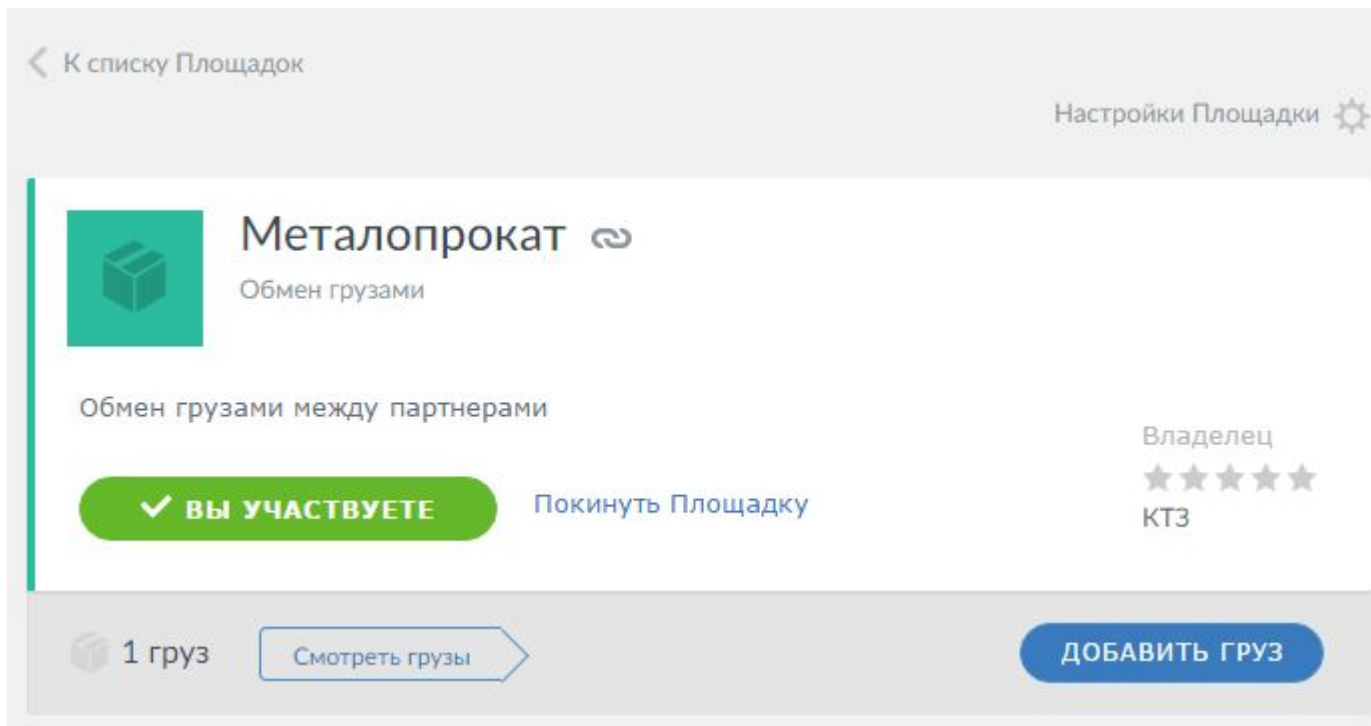 К списку Площадок
Настройки Площадки
Металопрокат
Обмен грузами
Обмен грузами между партнерами
Владелец
ВЫ УЧАСТВУЕТЕ
Покинуть Площадку
КТЗ
1 груз
Смотреть грузы
ДОБАВИТЬ ГРУЗ